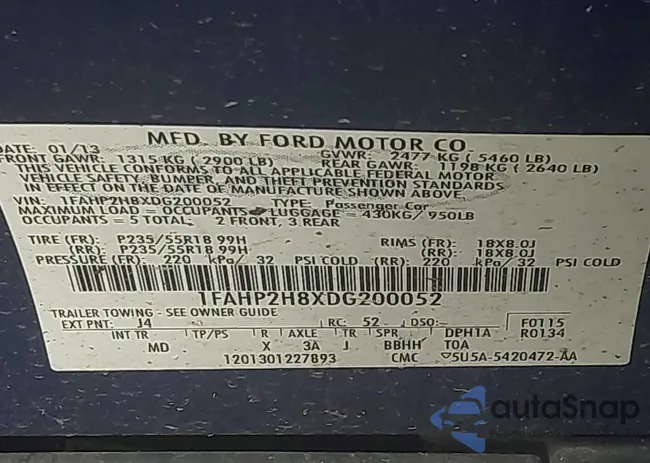 MFD. BY FORD MOTOR CO.
DATE: 01/13 GVWR: 2477 KG (5460 LB)
FRONT GAWR: 1315 KG (2900 LB) REAR GAWR: 1198 KG (2640 LB)
THIS VEHICLE CONFORMS TO ALL APPLICABLE FEDERAL MOTOR
VEHICLE SAFETY, BUMPER, AND THEFT PREVENTION STANDARDS
IN EFFECT ON THE DATE OF MANUFACTURE SHOWN ABOVE.
VIN: 1FAHP2H8XDG200052 TYPE: Passenger Car
MAXIMUM LOAD = OCCUPANTS + LUGGAGE = 430KG/950LB
OCCUPANTS = 5 TOTAL: 2 FRONT, 3 REAR
TIRE (FR): P235/55R18 99H RIMS (FR): 18X8.0J
(RR): P235/55R18 99H (RR): 18X8.0J
PRESSURE (FR): 220 kPa/ 32 PSI COLD (RR): 220 kPa/ 32 PSI COLD
1FAHP2H8XDG200052
TRAILER TOWING - SEE OWNER GUIDE
EXT PNT: J4 RC: 52 DSO: F0115
INT TR TP/PS R AXLE TR SPR DPH1A R0134
MD X 3A J BBHH T0A
1201301227893 CMC 5U5A-5420472-AA
autoSnap